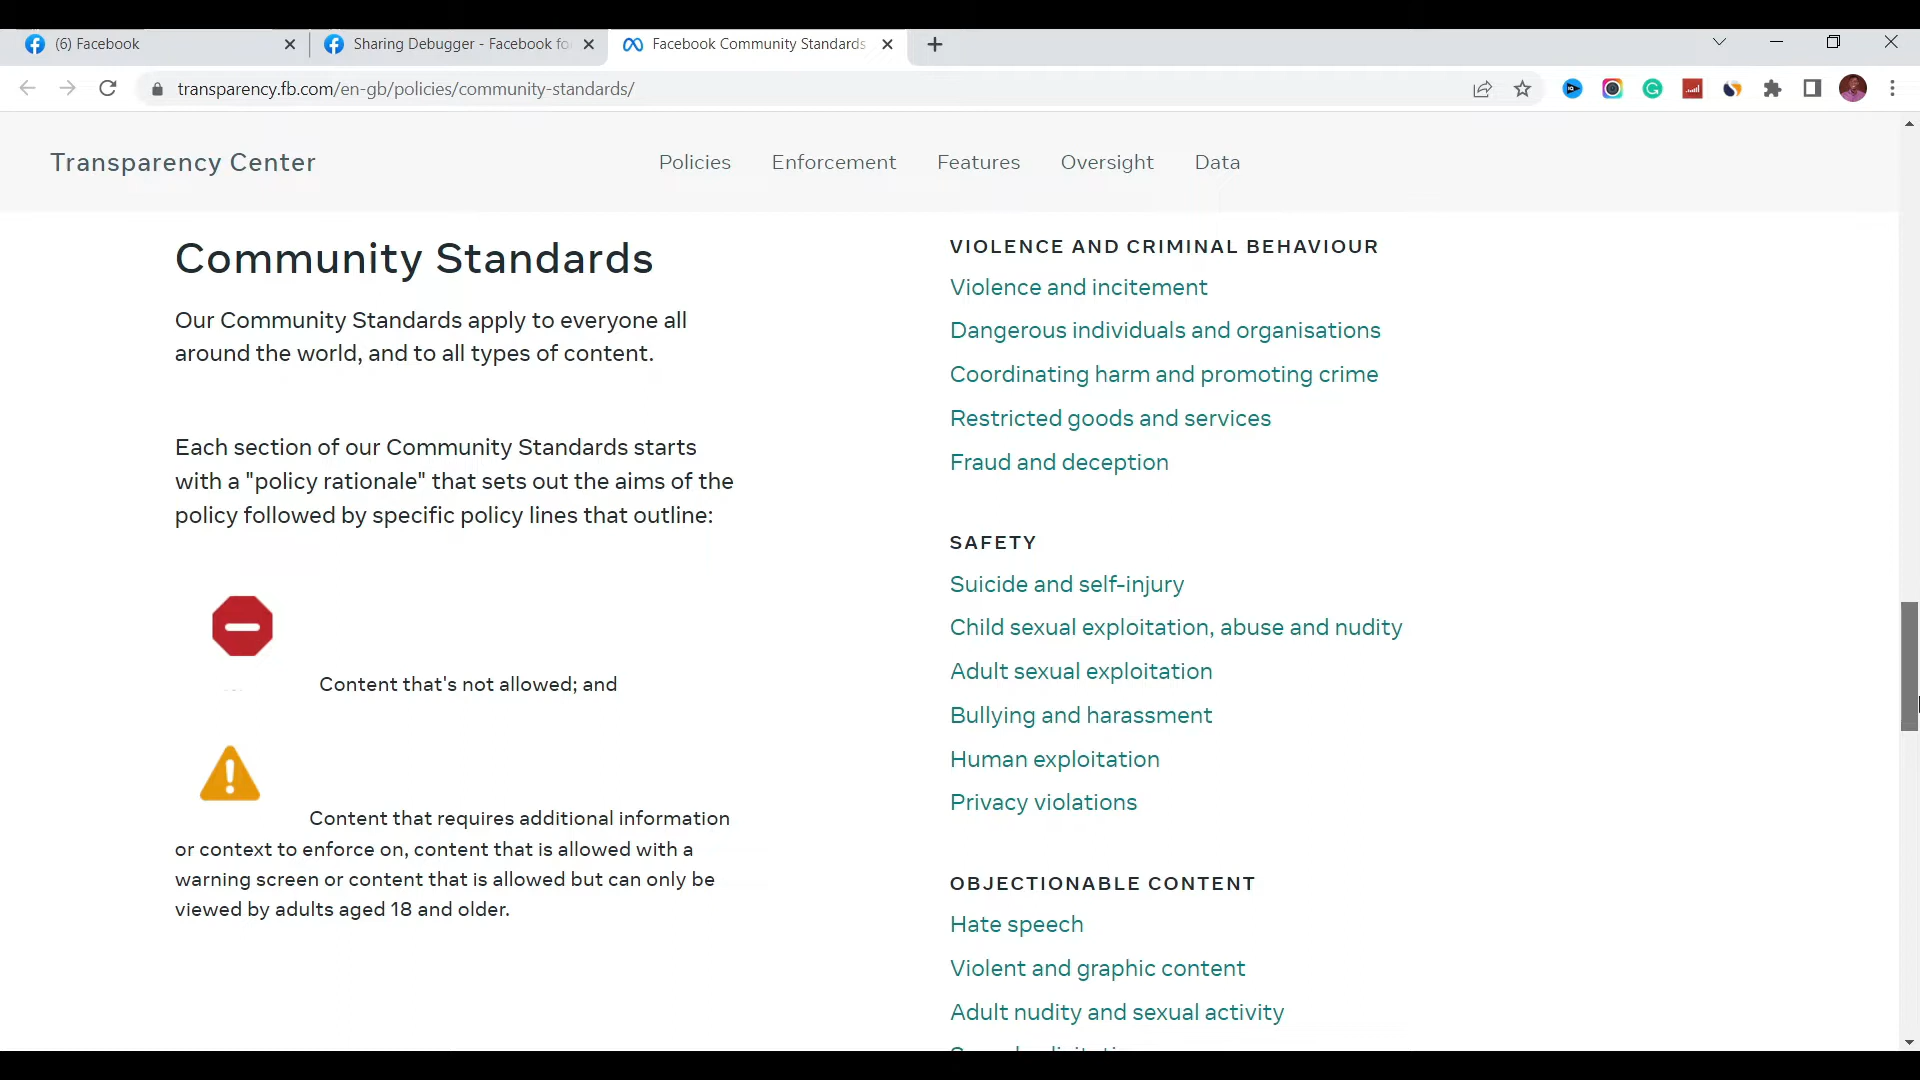 (6) Facebook
Sharing Debugger - Facebook fo
Facebook Community Standards
transparency.fb.com/en-gb/policies/community-standards/
Transparency Center
Policies
Enforcement
Features
Oversight
Data
Community Standards
Our Community Standards apply to everyone all
around the world, and to all types of content.
Each section of our Community Standards starts
with a "policy rationale" that sets out the aims of the
policy followed by specific policy lines that outline:
Content that's not allowed; and
Content that requires additional information
or context to enforce on, content that is allowed with a
warning screen or content that is allowed but can only be
viewed by adults aged 18 and older.
VIOLENCE AND CRIMINAL BEHAVIOUR
Violence and incitement
Dangerous individuals and organisations
Coordinating harm and promoting crime
Restricted goods and services
Fraud and deception
SAFETY
Suicide and self-injury
Child sexual exploitation, abuse and nudity
Adult sexual exploitation
Bullying and harassment
Human exploitation
Privacy violations
OBJECTIONABLE CONTENT
Hate speech
Violent and graphic content
Adult nudity and sexual activity